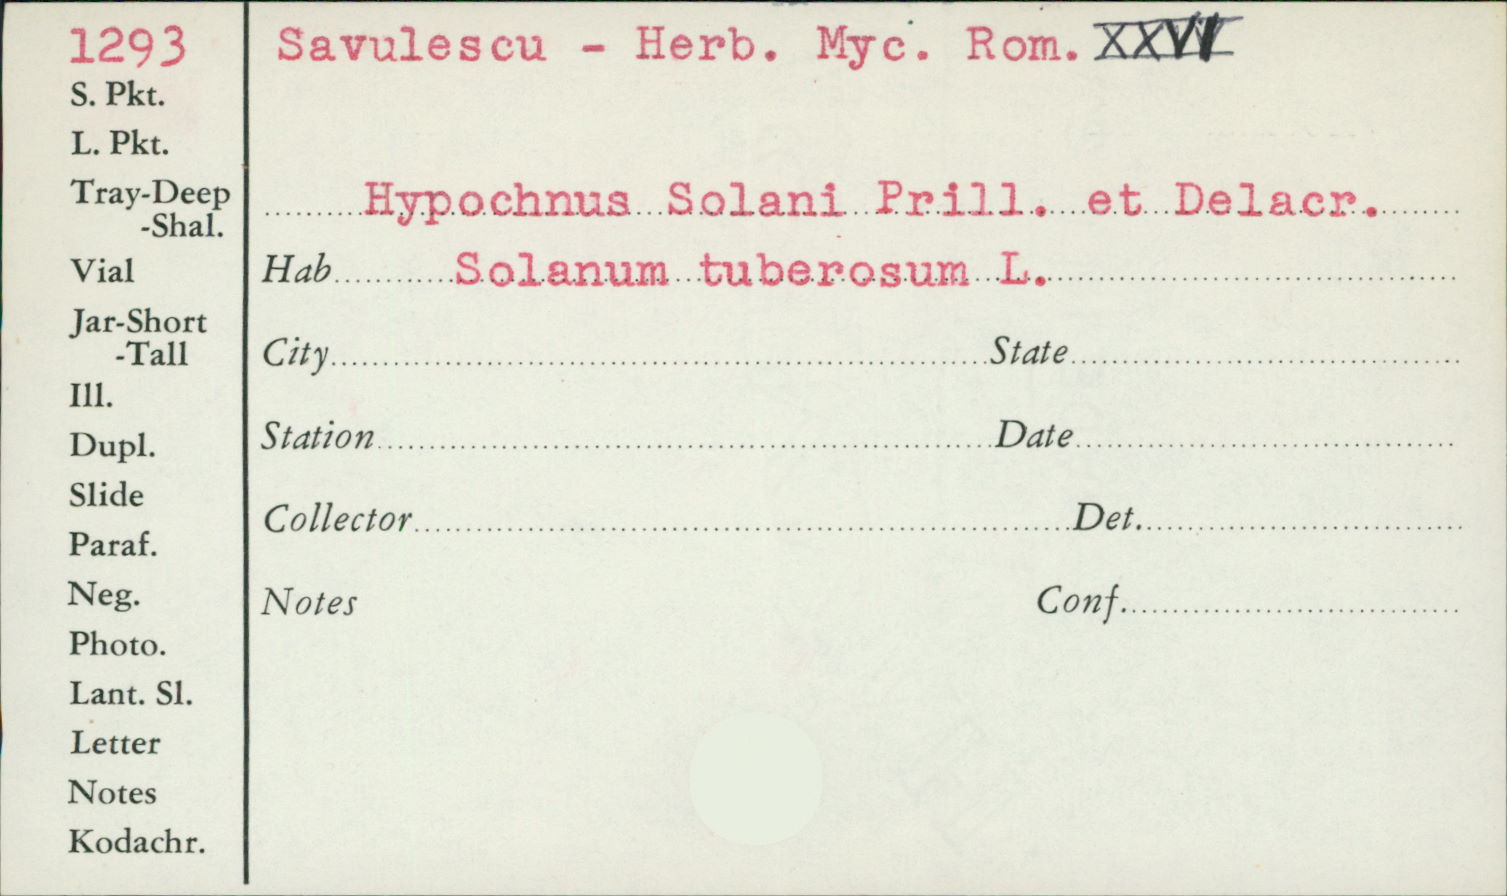 1293
Savulescu - Herb. Myc. Rom. XXVI
S. Pkt.
L. Pkt.
Tray-Deep
-Shal.
Hypochnus Solani Prill. et Delacr.
Vial
Hab Solanum tuberosum L.
Jar-Short
-Tall
City State
Ill.
Dupl.
Station Date
Slide
Collector Det.
Paraf.
Neg.
Notes Conf.
Photo.
Lant. Sl.
Letter
Notes
Kodachr.